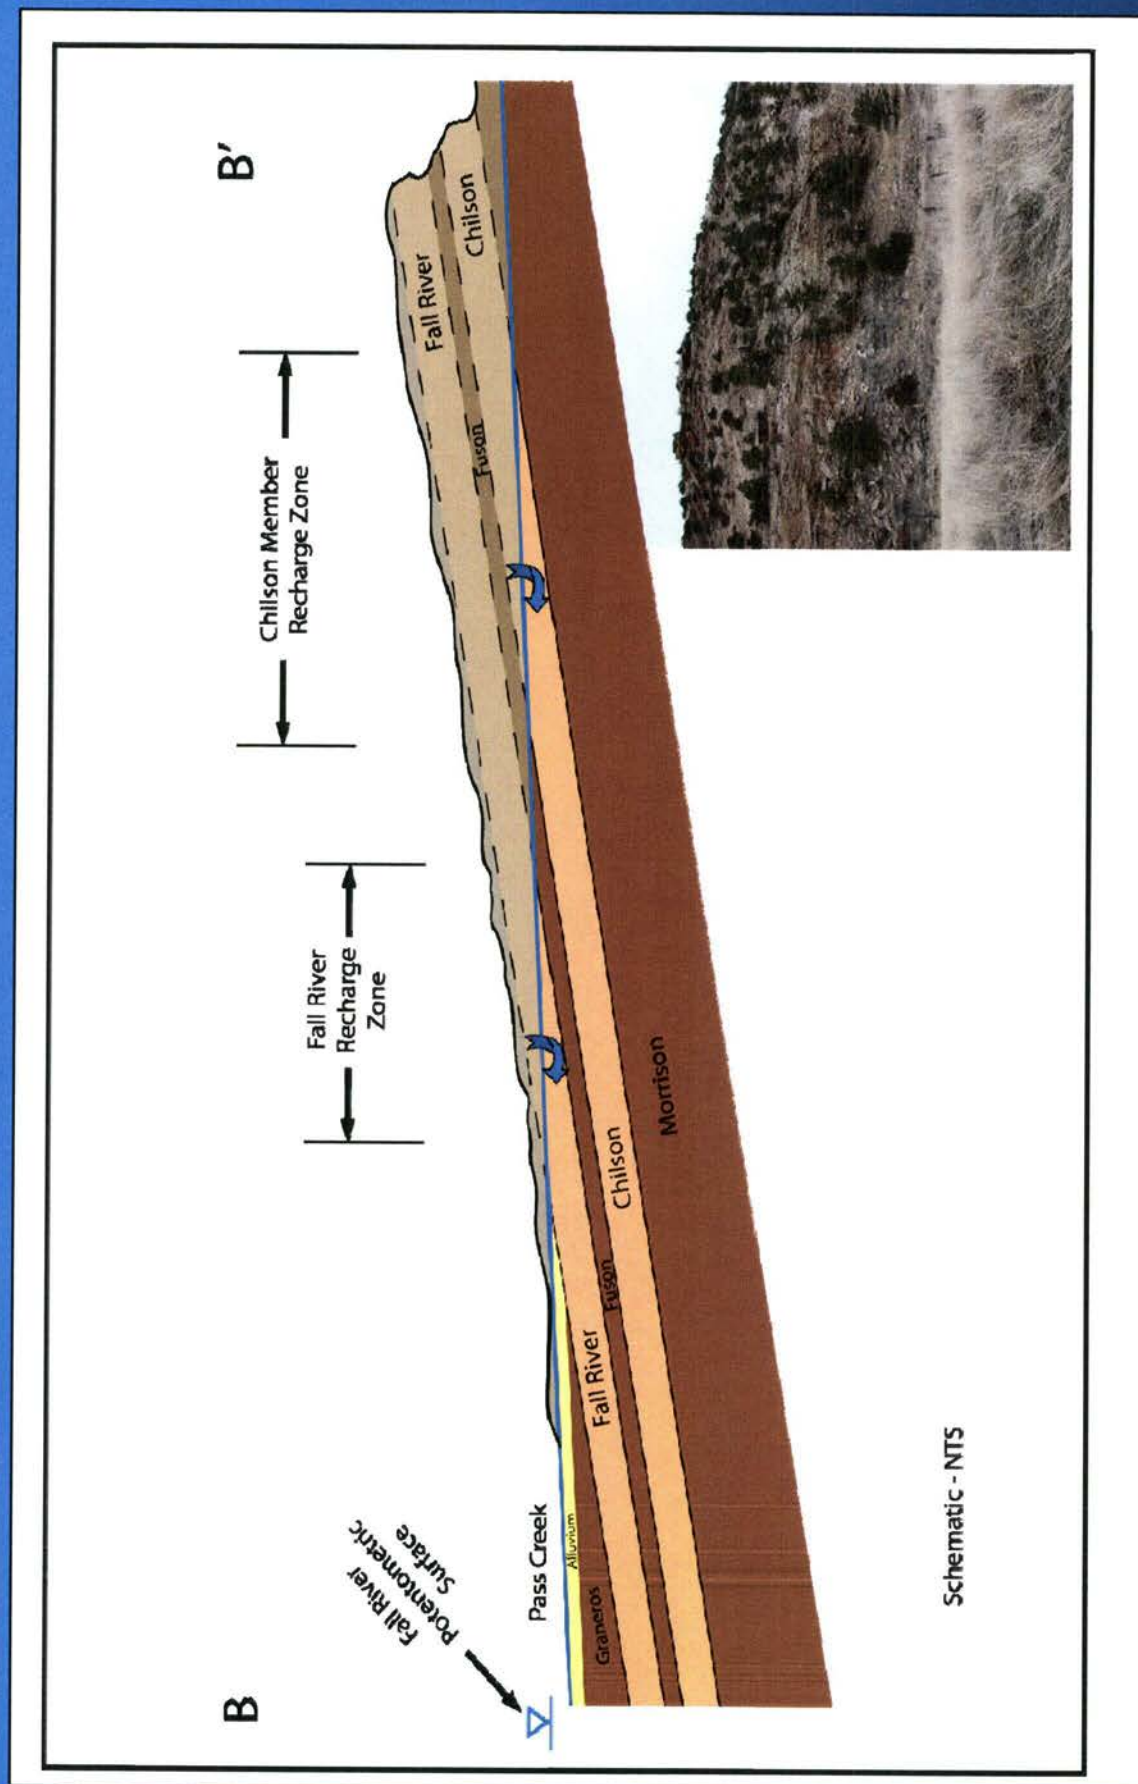 B
B'
Chilson Member
Recharge Zone
Fall River
Recharge
Zone
Fall River
Potentometric
Surface
Pass Creek
Alluvium
Graneros
Fall River
Fuson
Chilson
Morrison
Fall River
Fuson
Chilson
Schematic - NTS